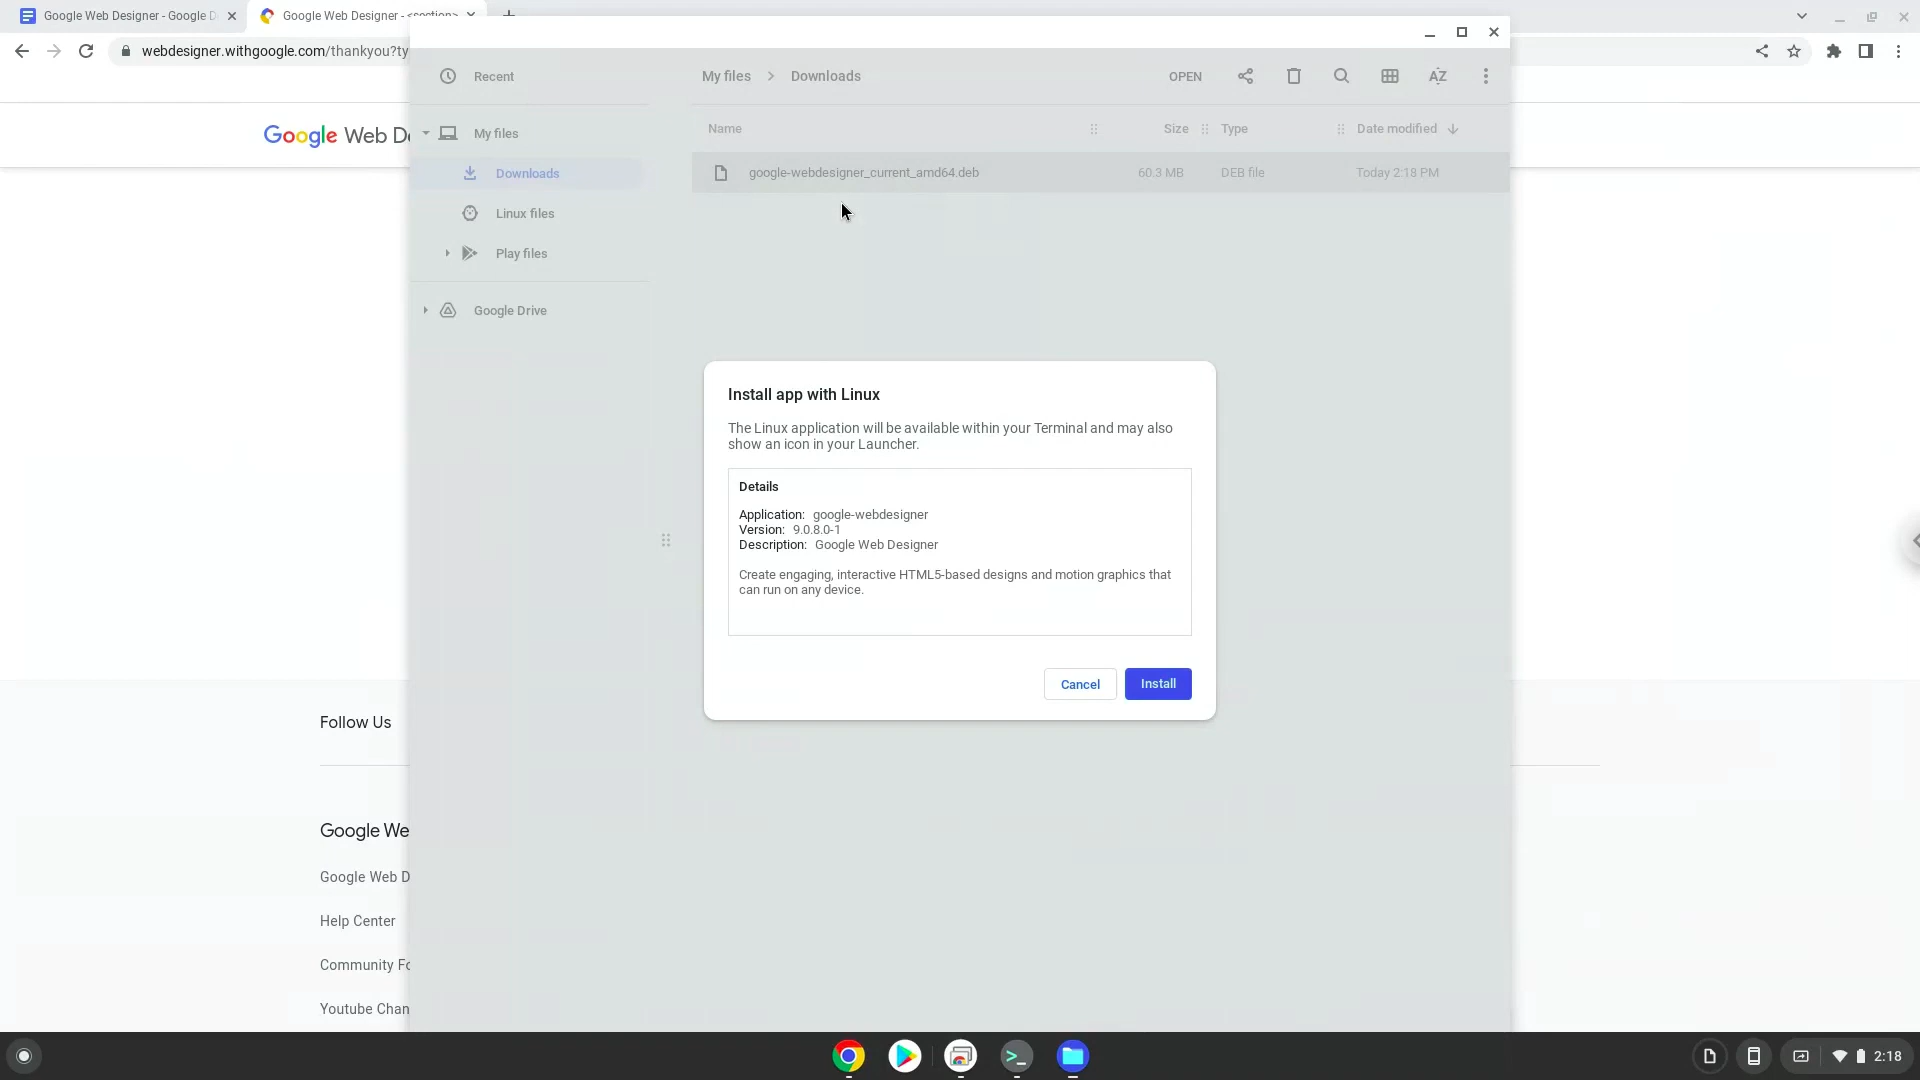 Google Web Designer - Google D
Google Web Designer - <section>
webdesigner.withgoogle.com/thankyou?ty
Google Web De
Recent
My files
Downloads
Linux files
Play files
Google Drive
My files > Downloads
OPEN
AZ
Name
Size
Type
Date modified
google-webdesigner_current_amd64.deb
60.3 MB
DEB file
Today 2:18 PM
Install app with Linux
The Linux application will be available within your Terminal and may also
show an icon in your Launcher.
Details
Application: google-webdesigner
Version: 9.0.8.0-1
Description: Google Web Designer
Create engaging, interactive HTML5-based designs and motion graphics that
can run on any device.
Cancel
Install
Follow Us
Google We
Google Web D
Help Center
Community Fo
Youtube Chan
2:18